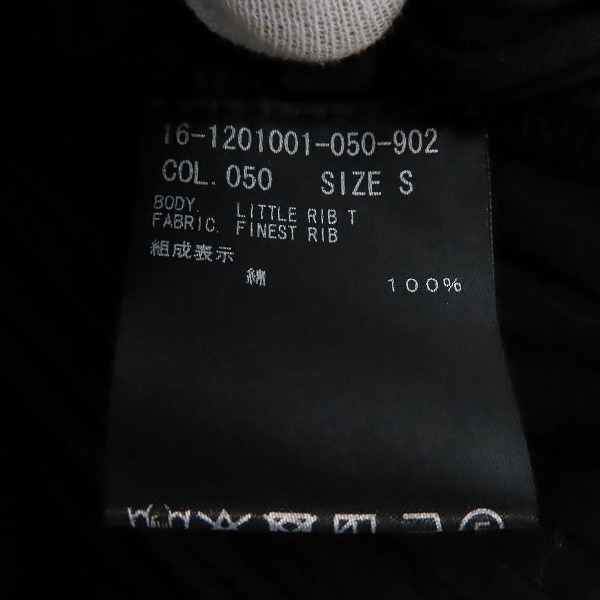 16-1201001-050-902
COL. 050 SIZE S
BODY. LITTLE RIB T
FABRIC. FINEST RIB
組成表示
綿 100%